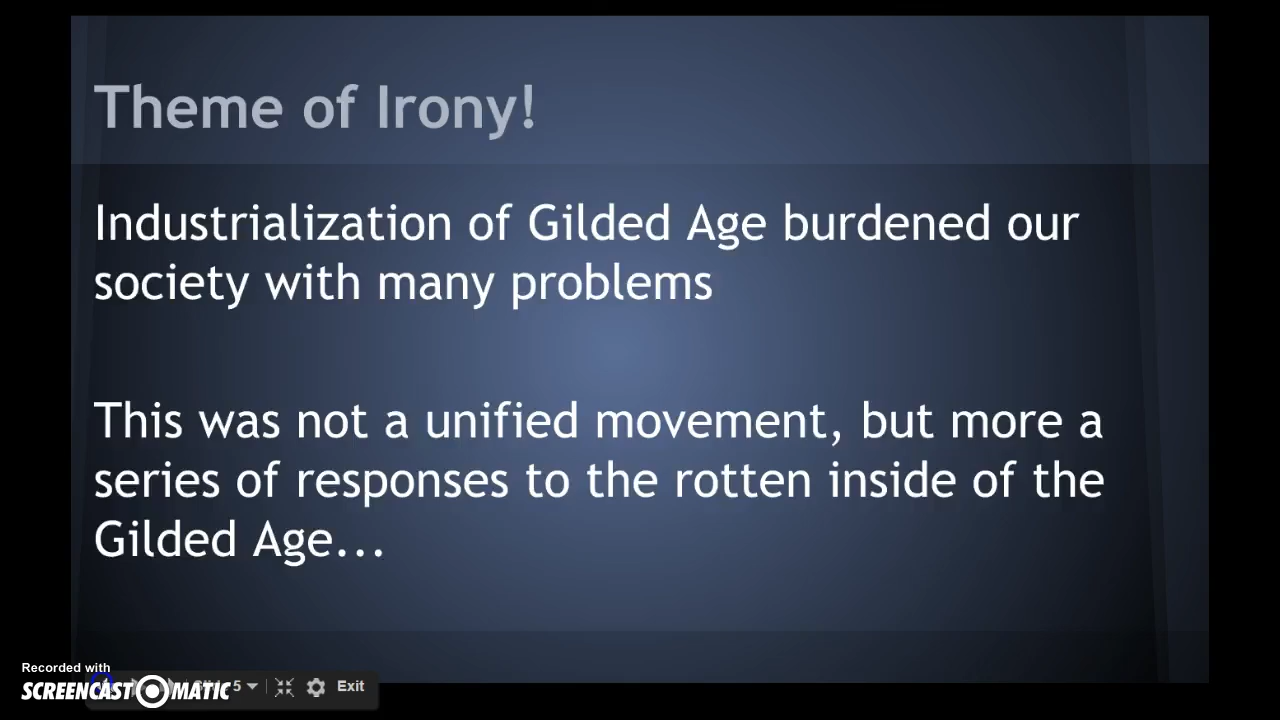 Theme of Irony!
Industrialization of Gilded Age burdened our
society with many problems
This was not a unified movement, but more a
series of responses to the rotten inside of the
Gilded Age...
Recorded with
SCREENCAST MATIC
5
Exit